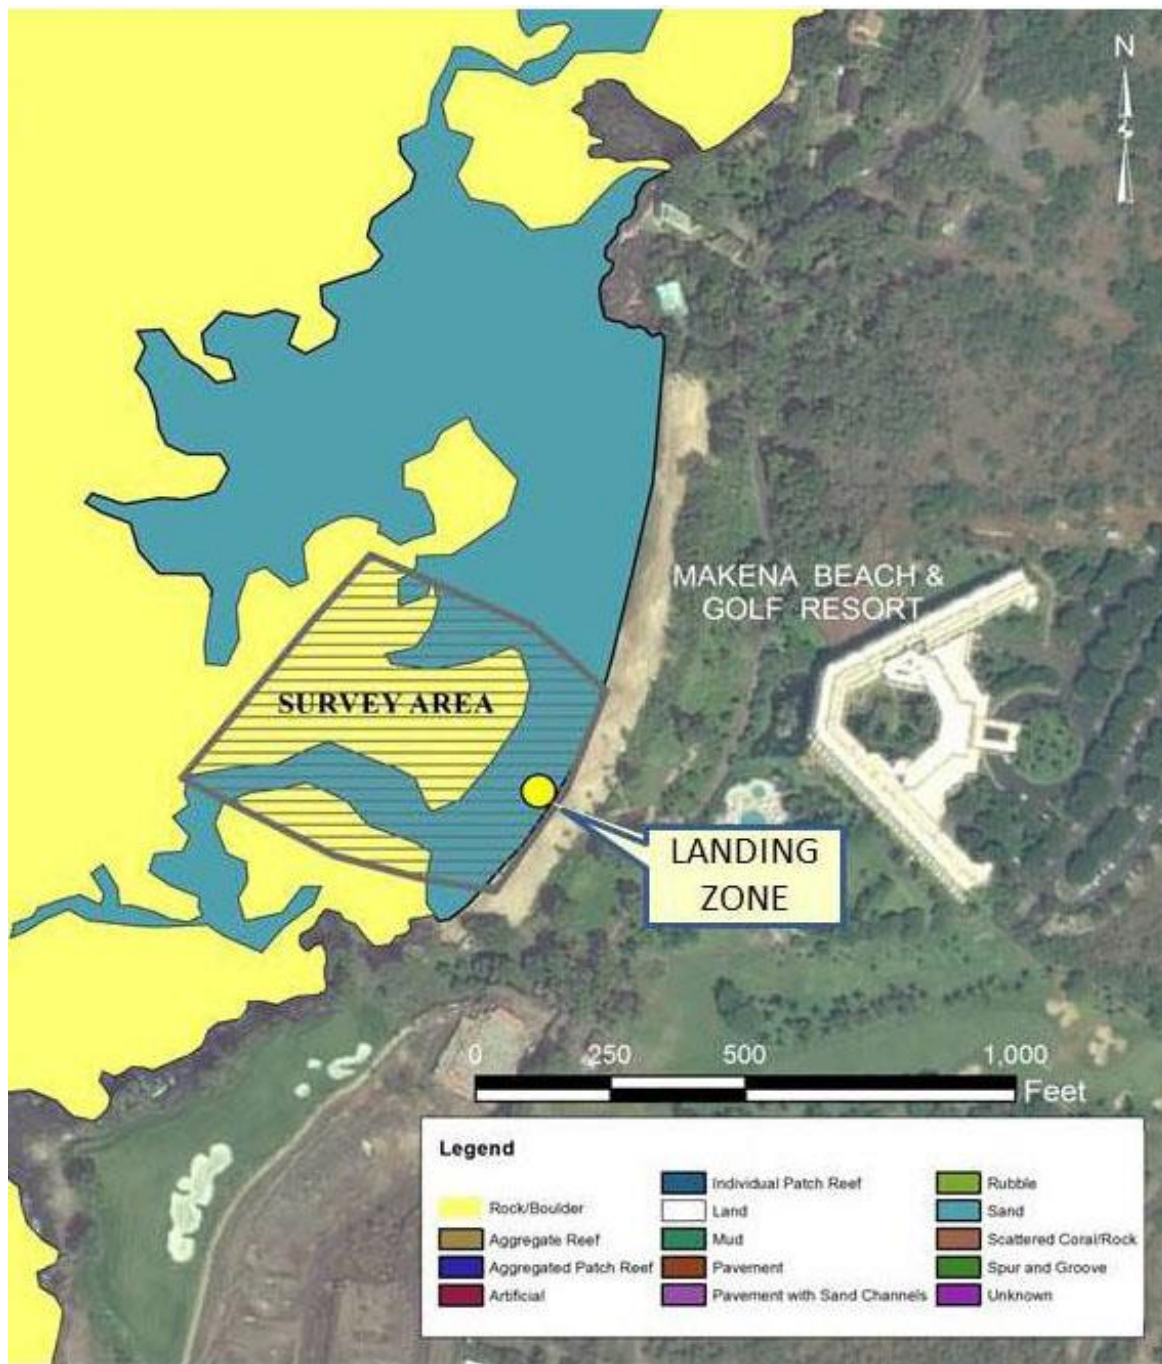 N
MAKENA BEACH &
GOLF RESORT
SURVEY AREA
LANDING
ZONE
0 250 500 1,000
Feet
Legend
Rock/Boulder
Aggregate Reef
Aggregated Patch Reef
Artificial
Individual Patch Reef
Land
Mud
Pavement
Pavement with Sand Channels
Rubble
Sand
Scattered Coral/Rock
Spur and Groove
Unknown